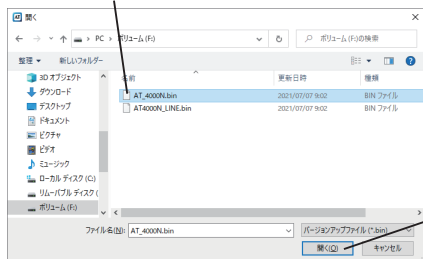 開く
PC › ボリューム (F:)
ボリューム (F:)の検索
整理 新しいフォルダー
名前 更新日時 種類
3D オブジェクト
ダウンロード
デスクトップ
ドキュメント
ピクチャ
ビデオ
ミュージック
ローカル ディスク (C:)
リムーバブル ディスク (
ボリューム (F:)
AT_4000N.bin 2021/07/07 9:02 BIN ファイル
AT4000N_LINE.bin 2021/07/07 9:02 BIN ファイル
ファイル名(N): AT_4000N.bin バージョンアップファイル (*.bin)
開く(O) キャンセル